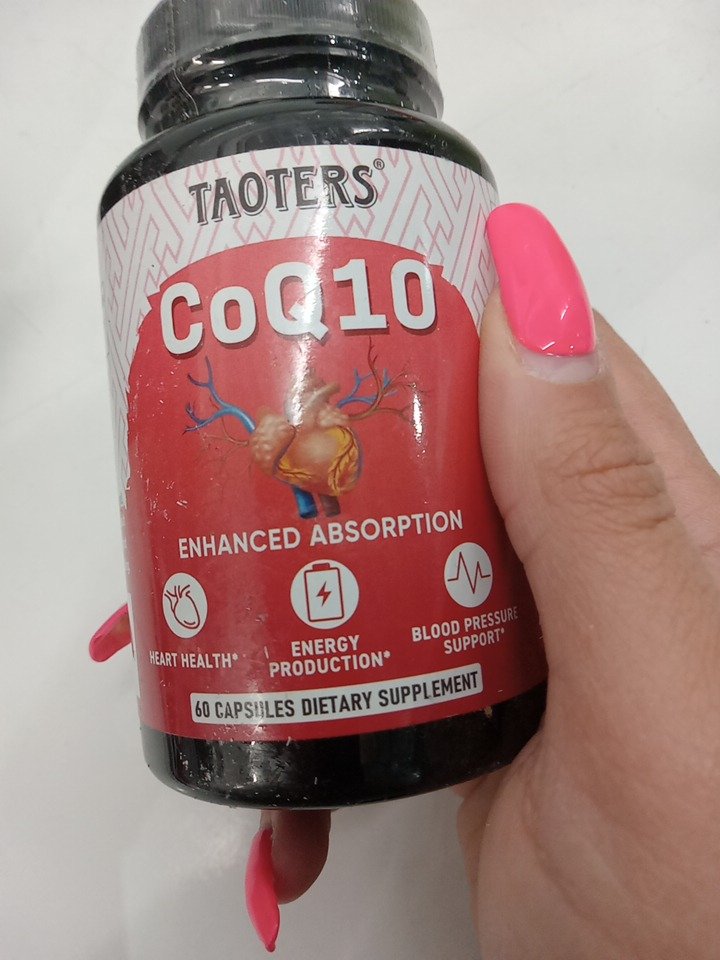 TAOTERS®
CoQ10
ENHANCED ABSORPTION
HEART HEALTH*
ENERGY
PRODUCTION*
BLOOD PRESSURE
SUPPORT*
60 CAPSULES DIETARY SUPPLEMENT